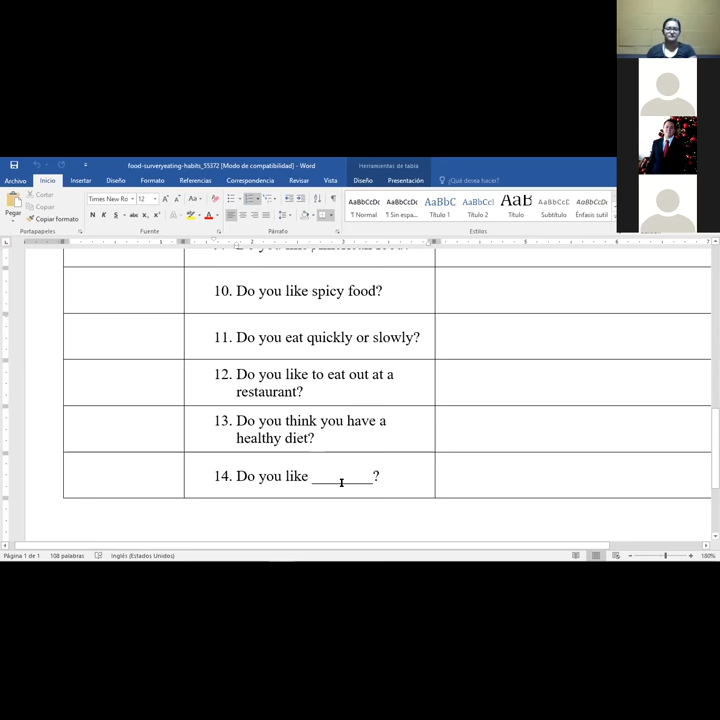 food-surveryeating-habits_55372 [Modo de compatibilidad] - Word
Herramientas de tabla
Archivo Inicio Insertar Diseño Formato Referencias Correspondencia Revisar Vista Diseño Presentación ¿Qué desea hacer?
Pegar
Cortar
Copiar
Copiar formato
Times New Ro 12
N K S abc x₂ x²
AaBbCcDc AaBbCcDc AaBbC AaBbCcI AaB AaBbCcD AaBbCcDc
¶ Normal ¶ Sin espa... Título 1 Título 2 Título Subtítulo Énfasis sutil
Portapapeles Fuente Párrafo Estilos
10. Do you like spicy food?
11. Do you eat quickly or slowly?
12. Do you like to eat out at a
restaurant?
13. Do you think you have a
healthy diet?
14. Do you like ________?
Página 1 de 1 108 palabras Inglés (Estados Unidos) 180%